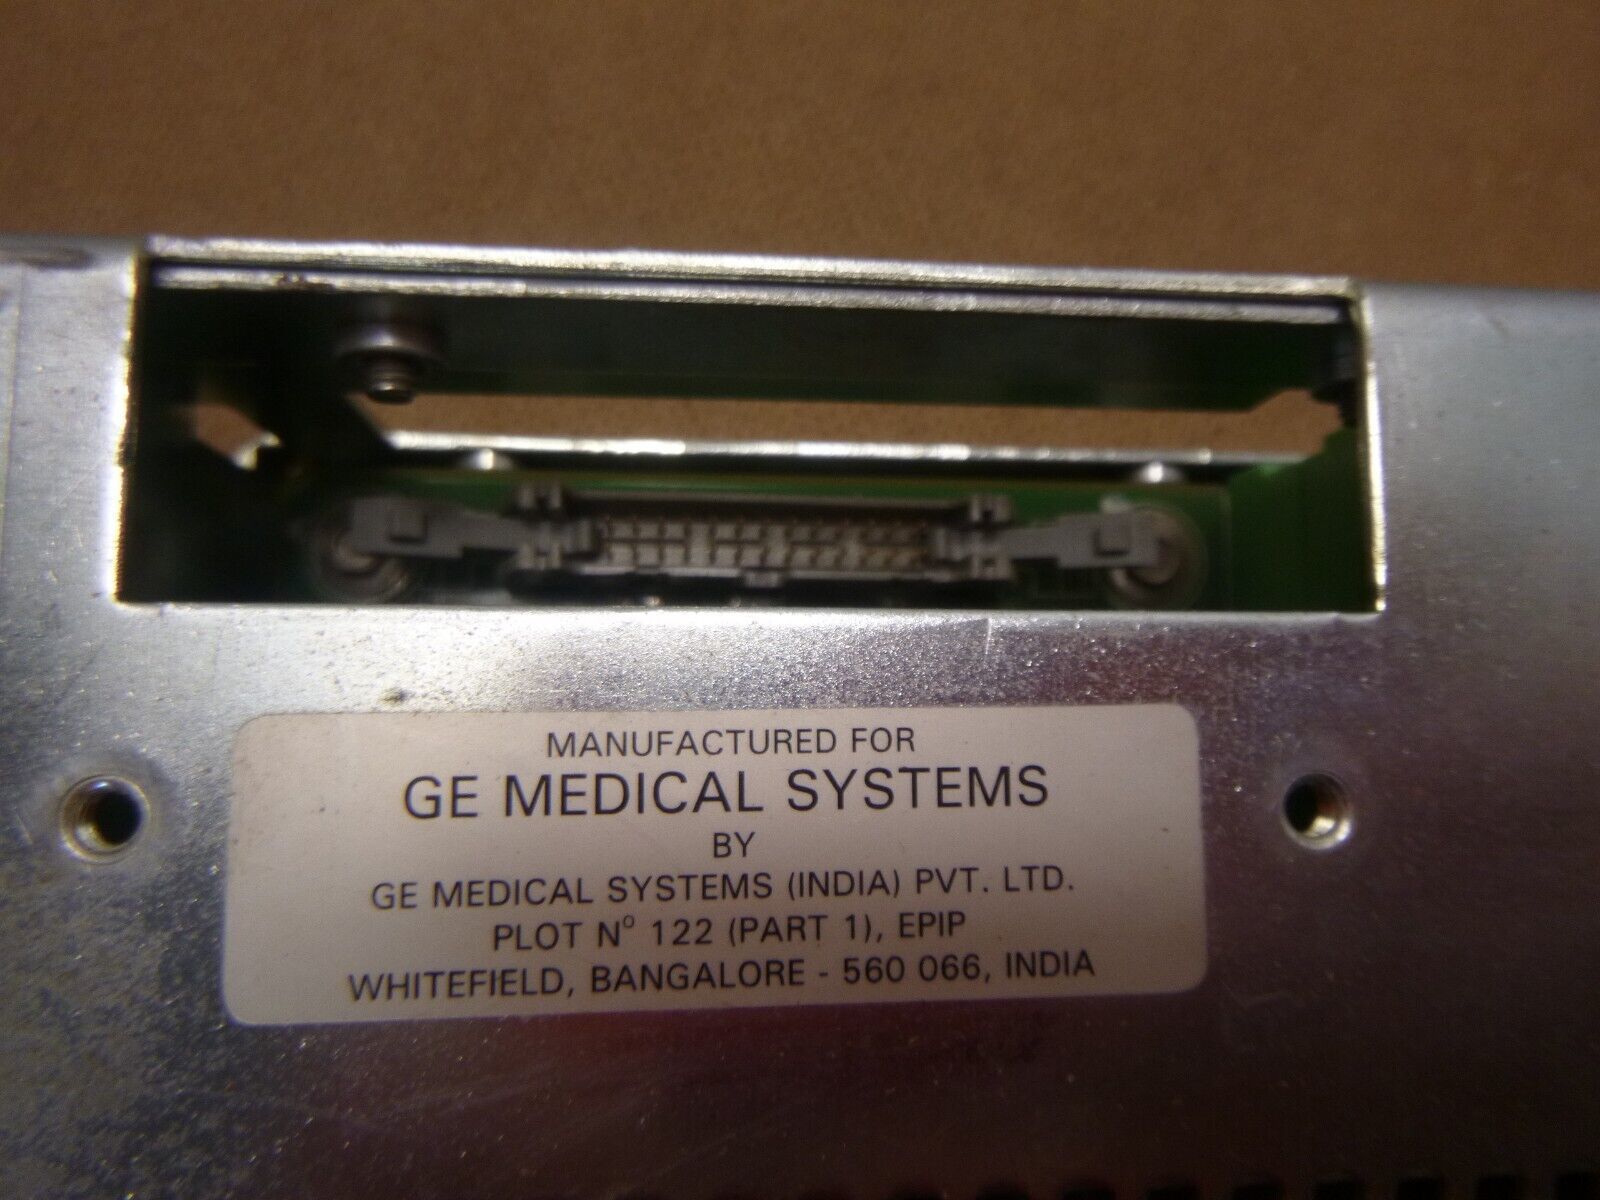 MANUFACTURED FOR
GE MEDICAL SYSTEMS
BY
GE MEDICAL SYSTEMS (INDIA) PVT. LTD.
PLOT Nº 122 (PART 1), EPIP
WHITEFIELD, BANGALORE - 560 066, INDIA